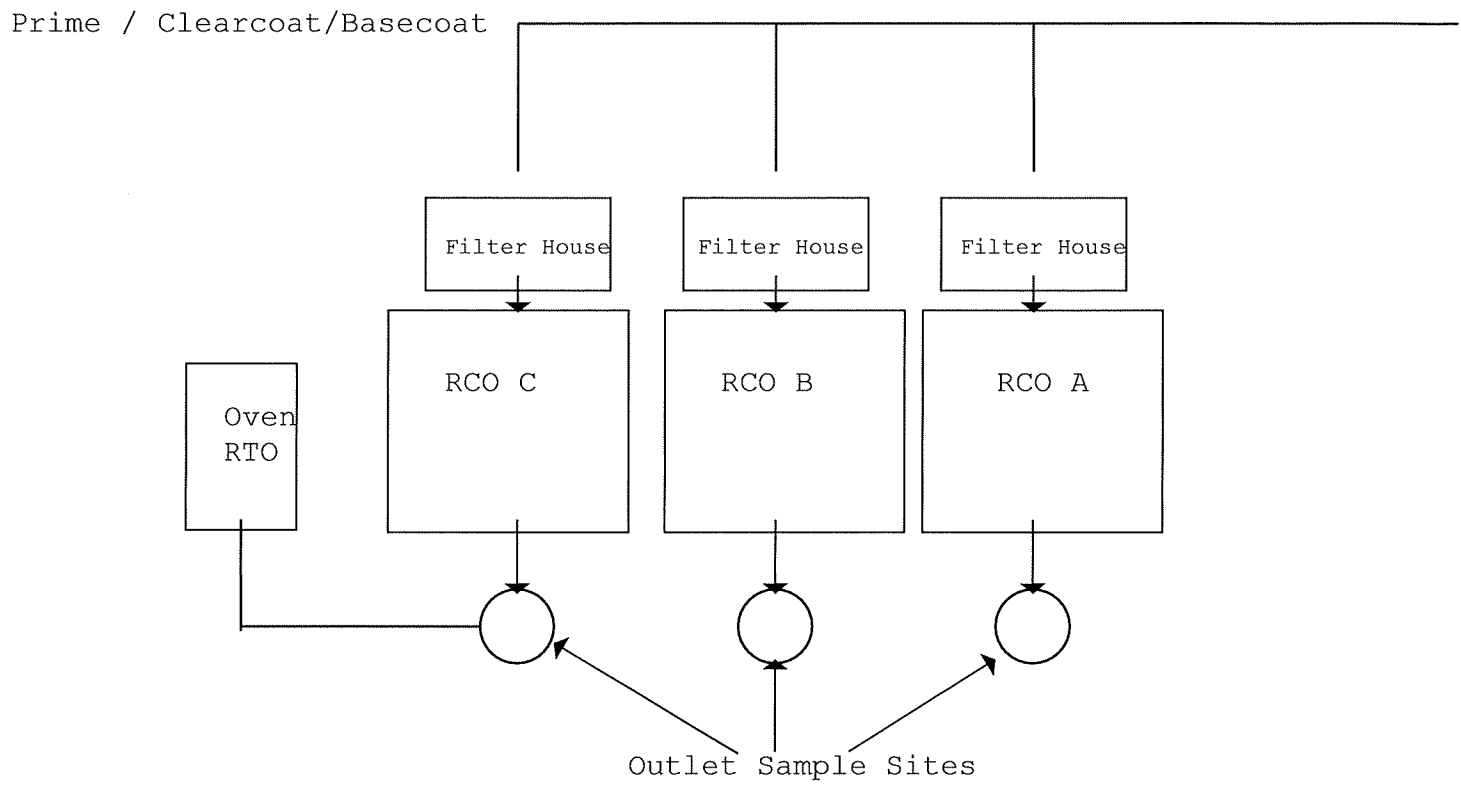 Prime / Clearcoat/Basecoat
Filter House
Filter House
Filter House
RCO C
RCO B
RCO A
Oven
RTO
Outlet Sample Sites